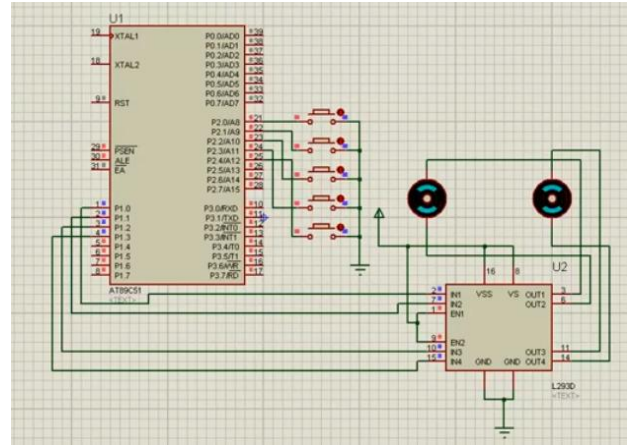 U1
19 XTAL1
18 XTAL2
9 RST
29 PSEN
30 ALE
31 EA
1 P1.0
2 P1.1
3 P1.2
4 P1.3
5 P1.4
6 P1.5
7 P1.6
8 P1.7
AT89C51
<TEXT>
P0.0/AD0 39
P0.1/AD1 38
P0.2/AD2 37
P0.3/AD3 36
P0.4/AD4 35
P0.5/AD5 34
P0.6/AD6 33
P0.7/AD7 32
P2.0/A8 21
P2.1/A9 22
P2.2/A10 23
P2.3/A11 24
P2.4/A12 25
P2.5/A13 26
P2.6/A14 27
P2.7/A15 28
P3.0/RXD 10
P3.1/TXD 11
P3.2/INT0 12
P3.3/INT1 13
P3.4/T0 14
P3.5/T1 15
P3.6/WR 16
P3.7/RD 17
U2
16 8
VSS VS
2 IN1
7 IN2
1 EN1
9 EN2
10 IN3
15 IN4
OUT1 3
OUT2 6
OUT3 11
OUT4 14
GND GND
L293D
<TEXT>